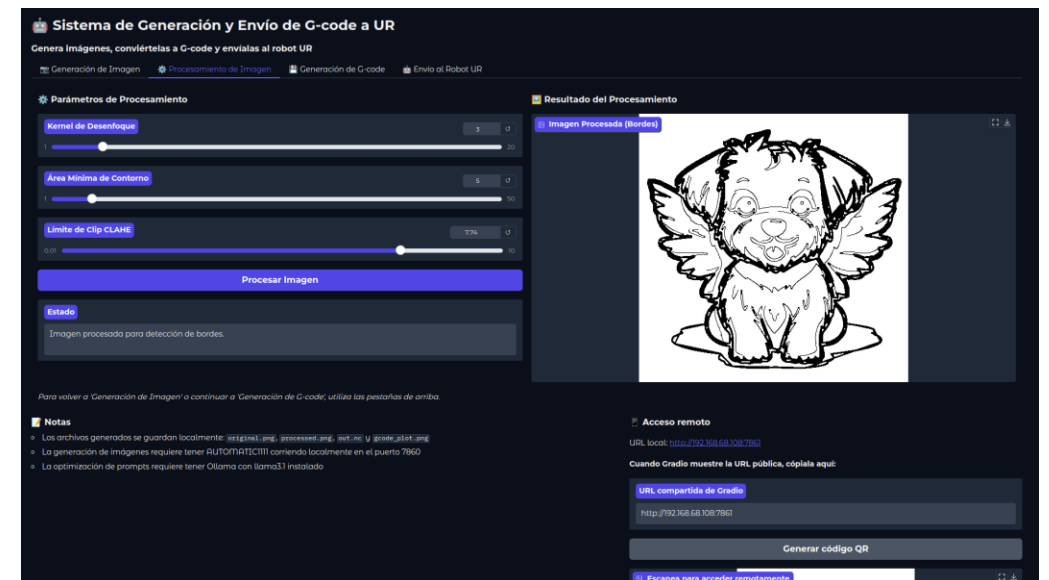 🤖 Sistema de Generación y Envío de G-code a UR
Genera imágenes, conviértelas a G-code y envíalas al robot UR
Generación de Imagen
Procesamiento de Imagen
Generación de G-code
Envío al Robot UR
Parámetros de Procesamiento
Kernel de Desenfoque
3
1
20
Área Mínima de Contorno
5
1
50
Límite de Clip CLAHE
7.74
0.01
10
Procesar Imagen
Estado
Imagen procesada para detección de bordes.
Resultado del Procesamiento
Imagen Procesada (Bordes)
Para volver a 'Generación de Imagen' o continuar a 'Generación de G-code', utiliza las pestañas de arriba.
Notas
Los archivos generados se guardan localmente: original.png, processed.png, out.nc y gcode_plot.png
La generación de imágenes requiere tener AUTOMATIC1111 corriendo localmente en el puerto 7860
La optimización de prompts requiere tener Ollama con llama3.1 instalado
Acceso remoto
URL local: http://192.168.68.108:7861
Cuando Gradio muestre la URL pública, cópiala aquí:
URL compartida de Gradio
http://192.168.68.108:7861
Generar código QR
Escanea para acceder remotamente